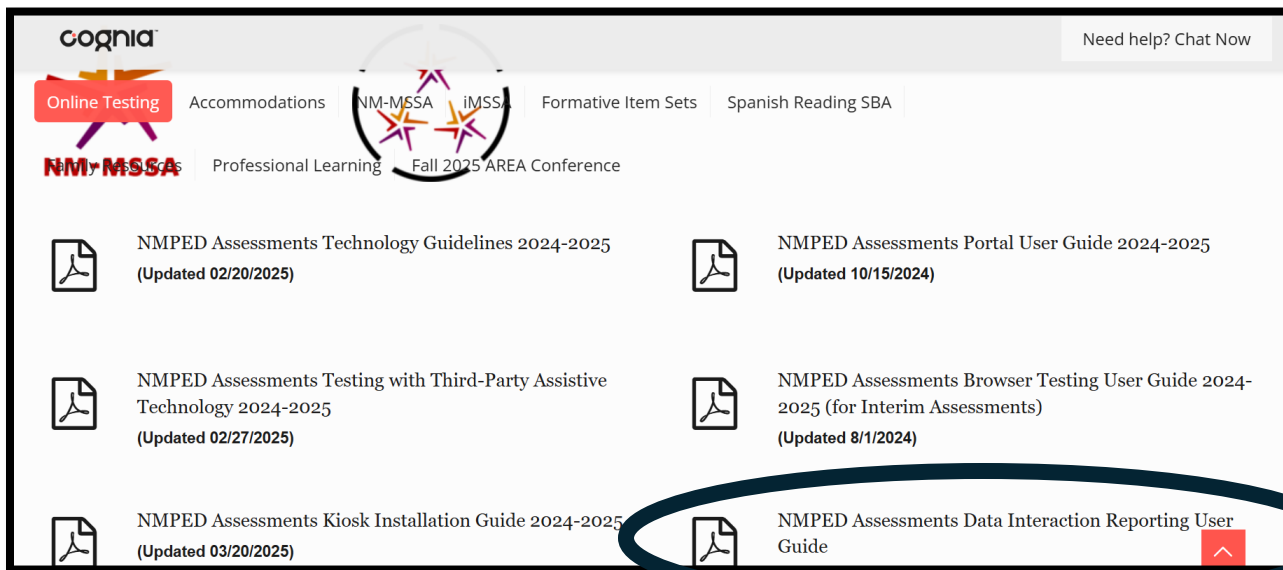 cognia
Need help? Chat Now
Online Testing
Accommodations
NM-MSSA
iMSSA
Formative Item Sets
Spanish Reading SBA
NM-MSSA
Family Resources
Professional Learning
Fall 2025 AREA Conference
NMPED Assessments Technology Guidelines 2024-2025
(Updated 02/20/2025)
NMPED Assessments Portal User Guide 2024-2025
(Updated 10/15/2024)
NMPED Assessments Testing with Third-Party Assistive
Technology 2024-2025
(Updated 02/27/2025)
NMPED Assessments Browser Testing User Guide 2024-
2025 (for Interim Assessments)
(Updated 8/1/2024)
NMPED Assessments Kiosk Installation Guide 2024-2025
(Updated 03/20/2025)
NMPED Assessments Data Interaction Reporting User
Guide